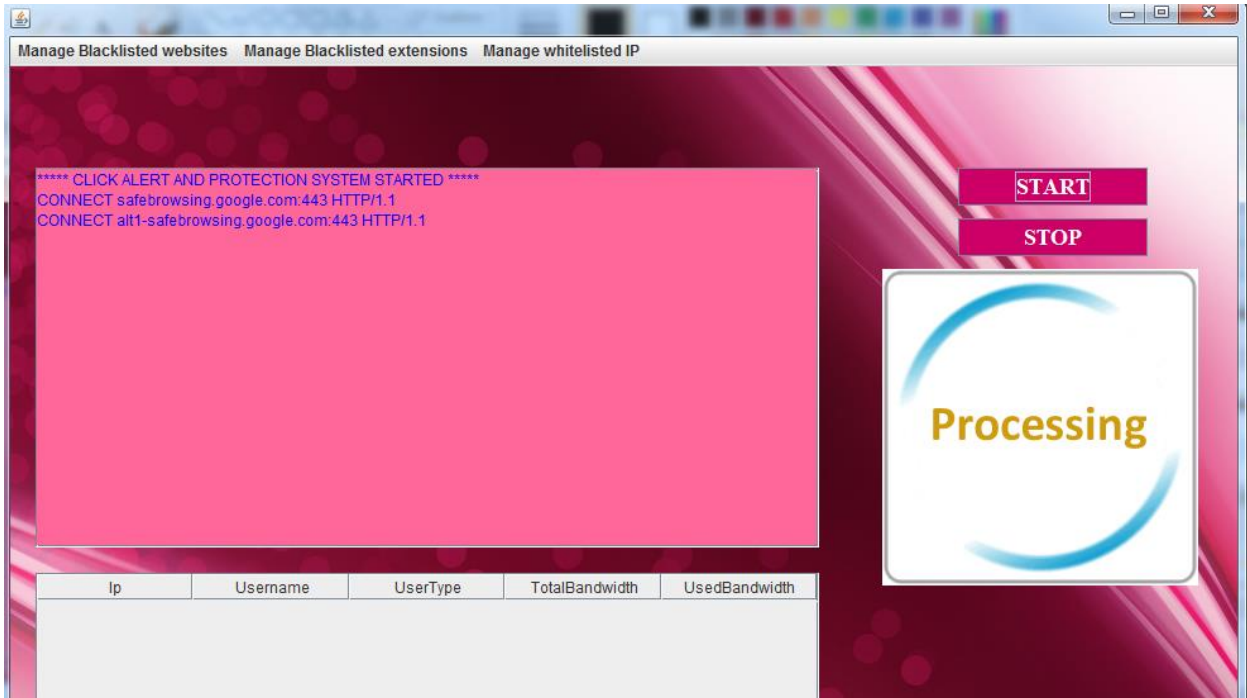 Manage Blacklisted websites Manage Blacklisted extensions Manage whitelisted IP
***** CLICK ALERT AND PROTECTION SYSTEM STARTED *****
CONNECT safebrowsing.google.com:443 HTTP/1.1
CONNECT alt1-safebrowsing.google.com:443 HTTP/1.1
START
STOP
Processing
Ip Username UserType TotalBandwidth UsedBandwidth